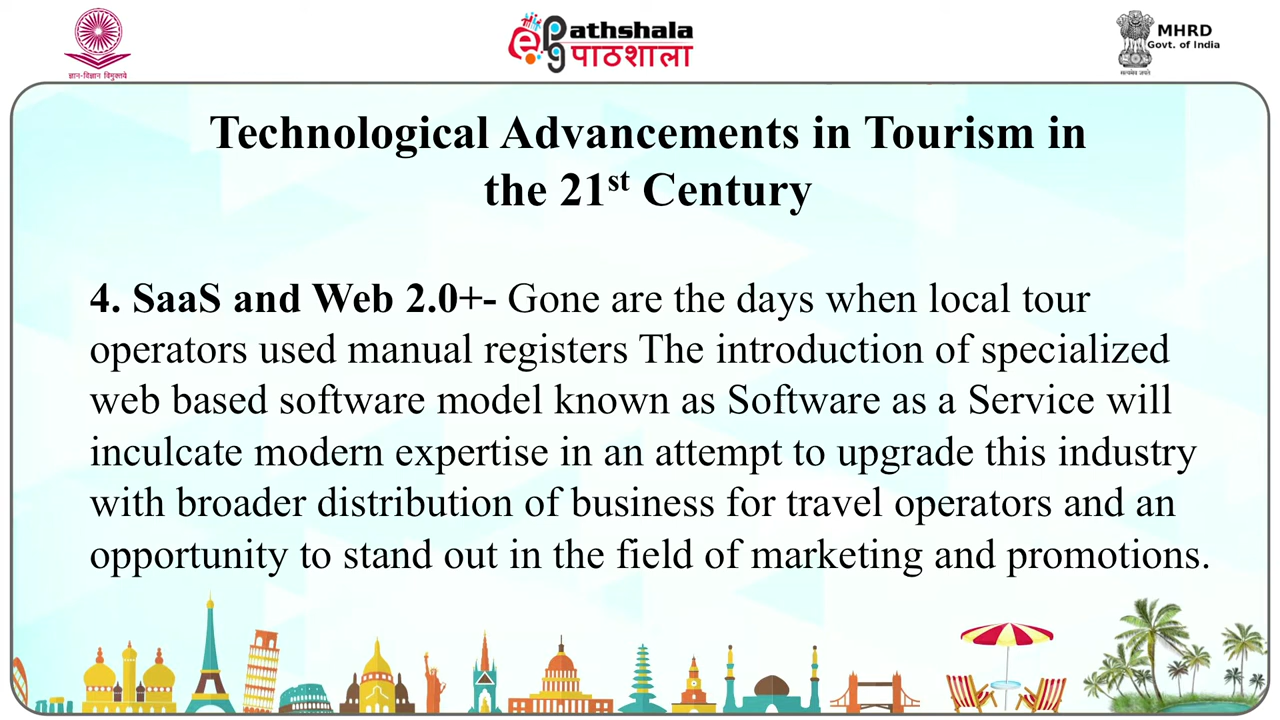 ज्ञान-विज्ञान विमुक्तये
Pathshala
पाठशाला
MHRD
Govt. of India
सत्यमेव जयते
Technological Advancements in Tourism in
the 21st Century
4. SaaS and Web 2.0+- Gone are the days when local tour
operators used manual registers The introduction of specialized
web based software model known as Software as a Service will
inculcate modern expertise in an attempt to upgrade this industry
with broader distribution of business for travel operators and an
opportunity to stand out in the field of marketing and promotions.